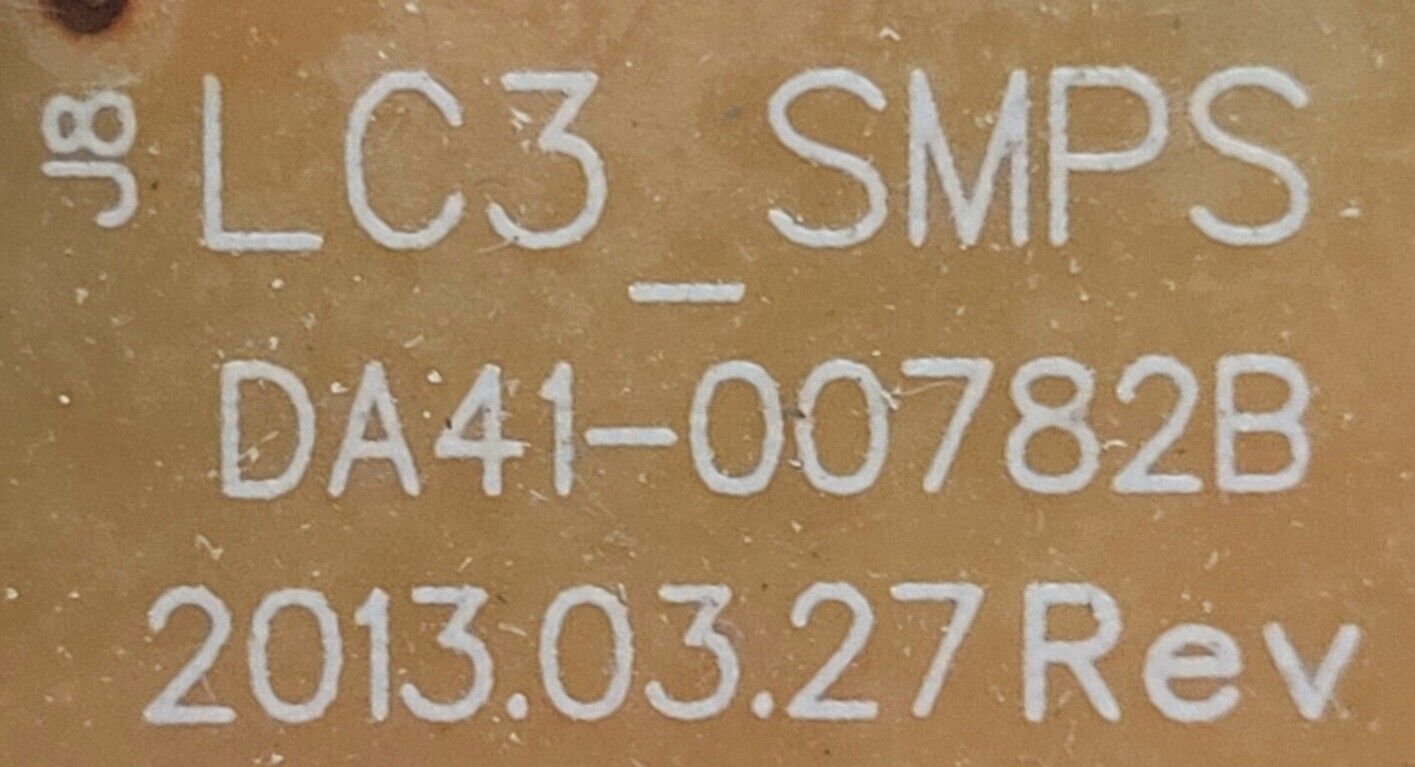 J8
LC3_SMPS
DA41-00782B
2013.03.27Rev